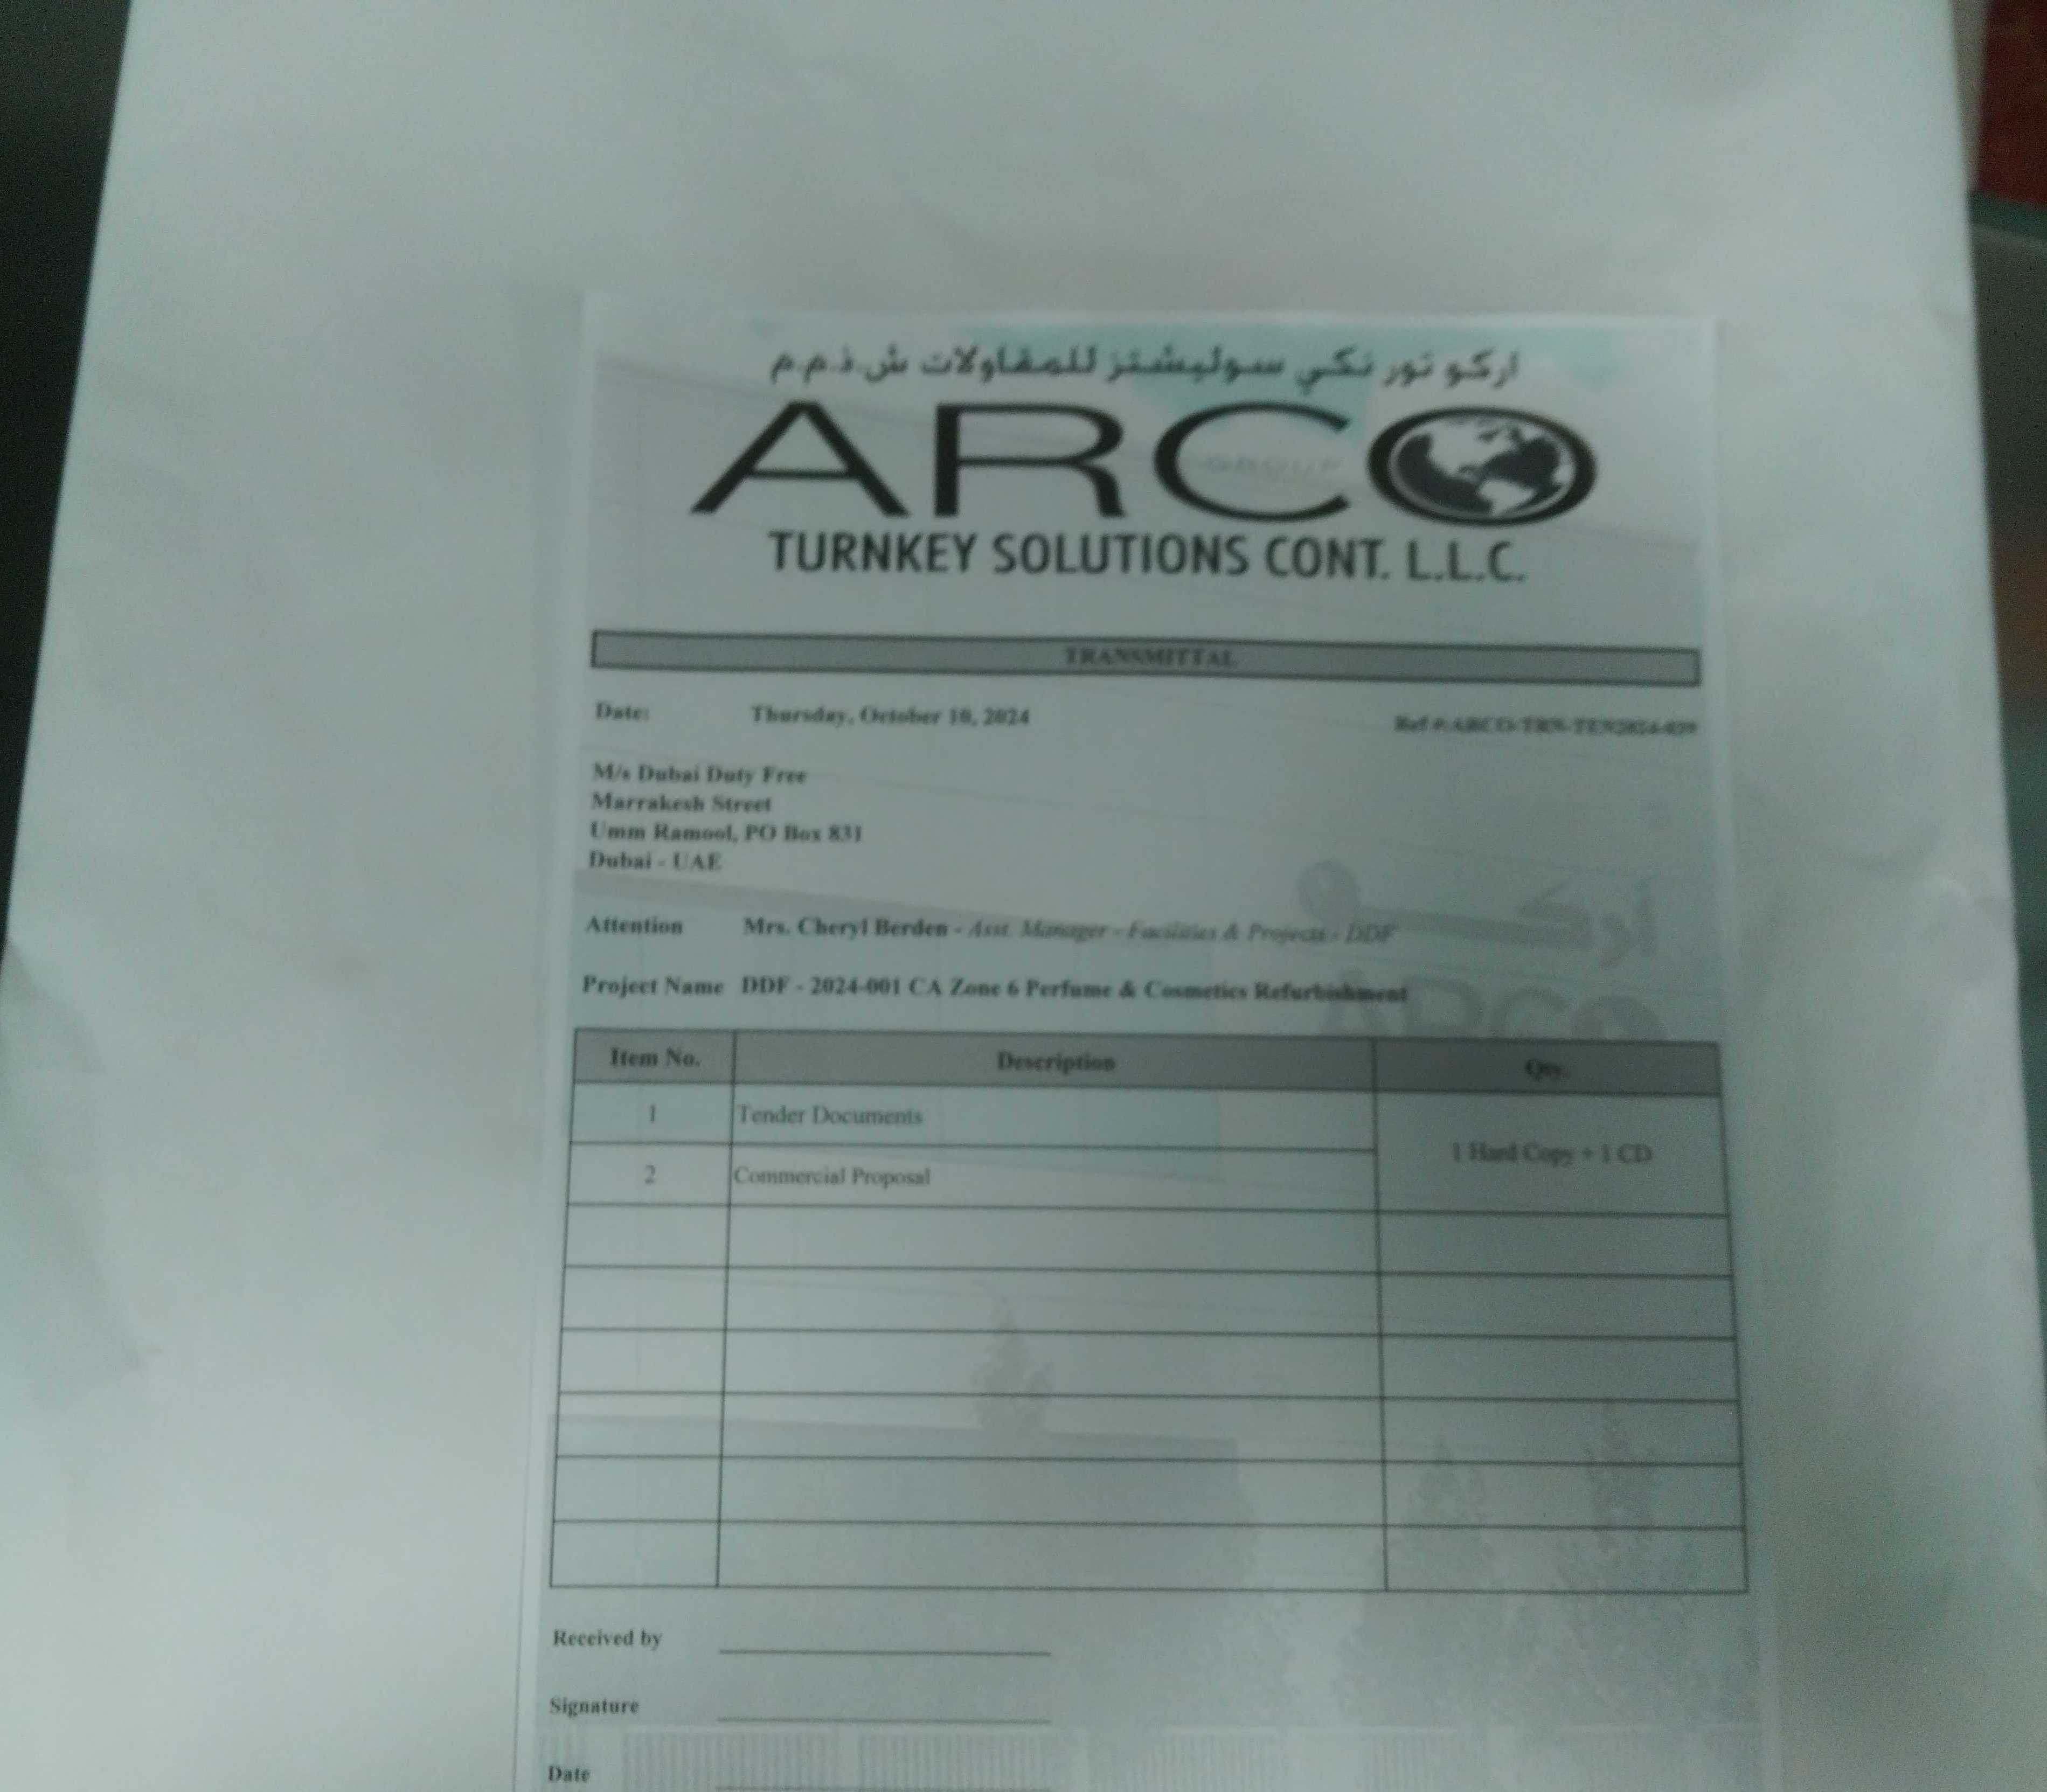 اركو تور نكي سوليشنز للمقاولات ش.ذ.م.م
ARCO
GROUP
TURNKEY SOLUTIONS CONT. L.L.C.
TRANSMITTAL
Date: Thursday, October 10, 2024 Ref #:
M/s Dubai Duty Free
Marrakesh Street
Umm Ramool, PO Box 831
Dubai - UAE
Attention Mrs. Cheryl Berden - Asst. Manager - Facilities & Projects - DDF
Project Name DDF - 2024-001 CA Zone 6 Perfume & Cosmetics Refurbishment
Item No. Description Qty.
1 Tender Documents
1 Hard Copy + 1 CD
2 Commercial Proposal
Received by
Signature
Date